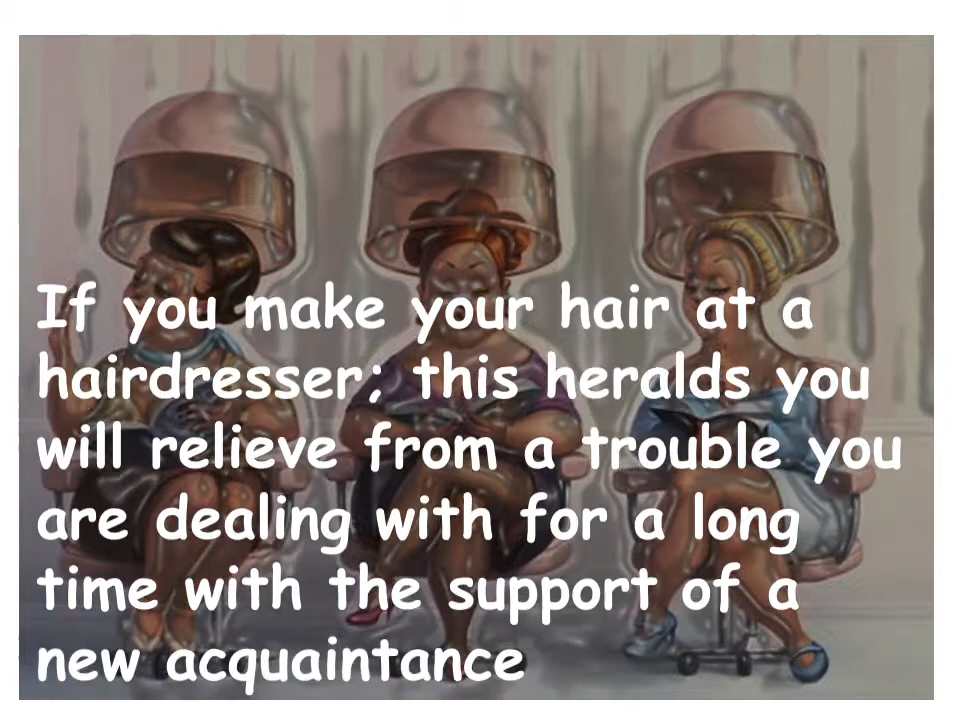 If you make your hair at a
hairdresser; this heralds you
will relieve from a trouble you
are dealing with for a long
time with the support of a
new acquaintance